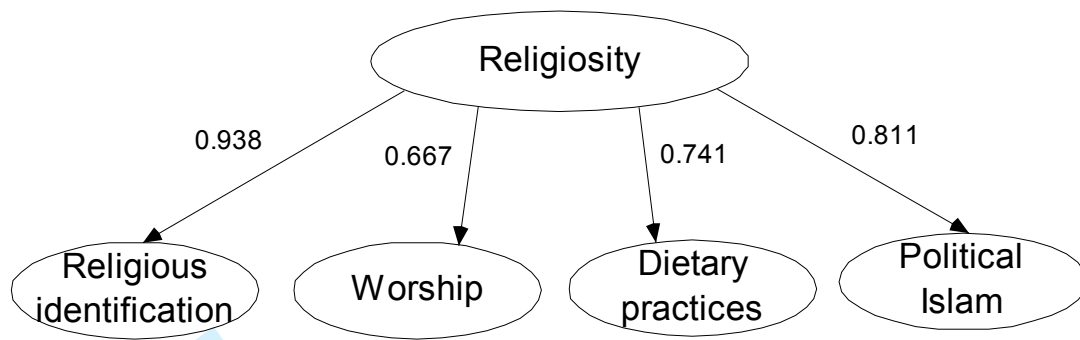 Religiosity
0.938
0.667
0.741
0.811
Religious
identification
Worship
Dietary
practices
Political
Islam